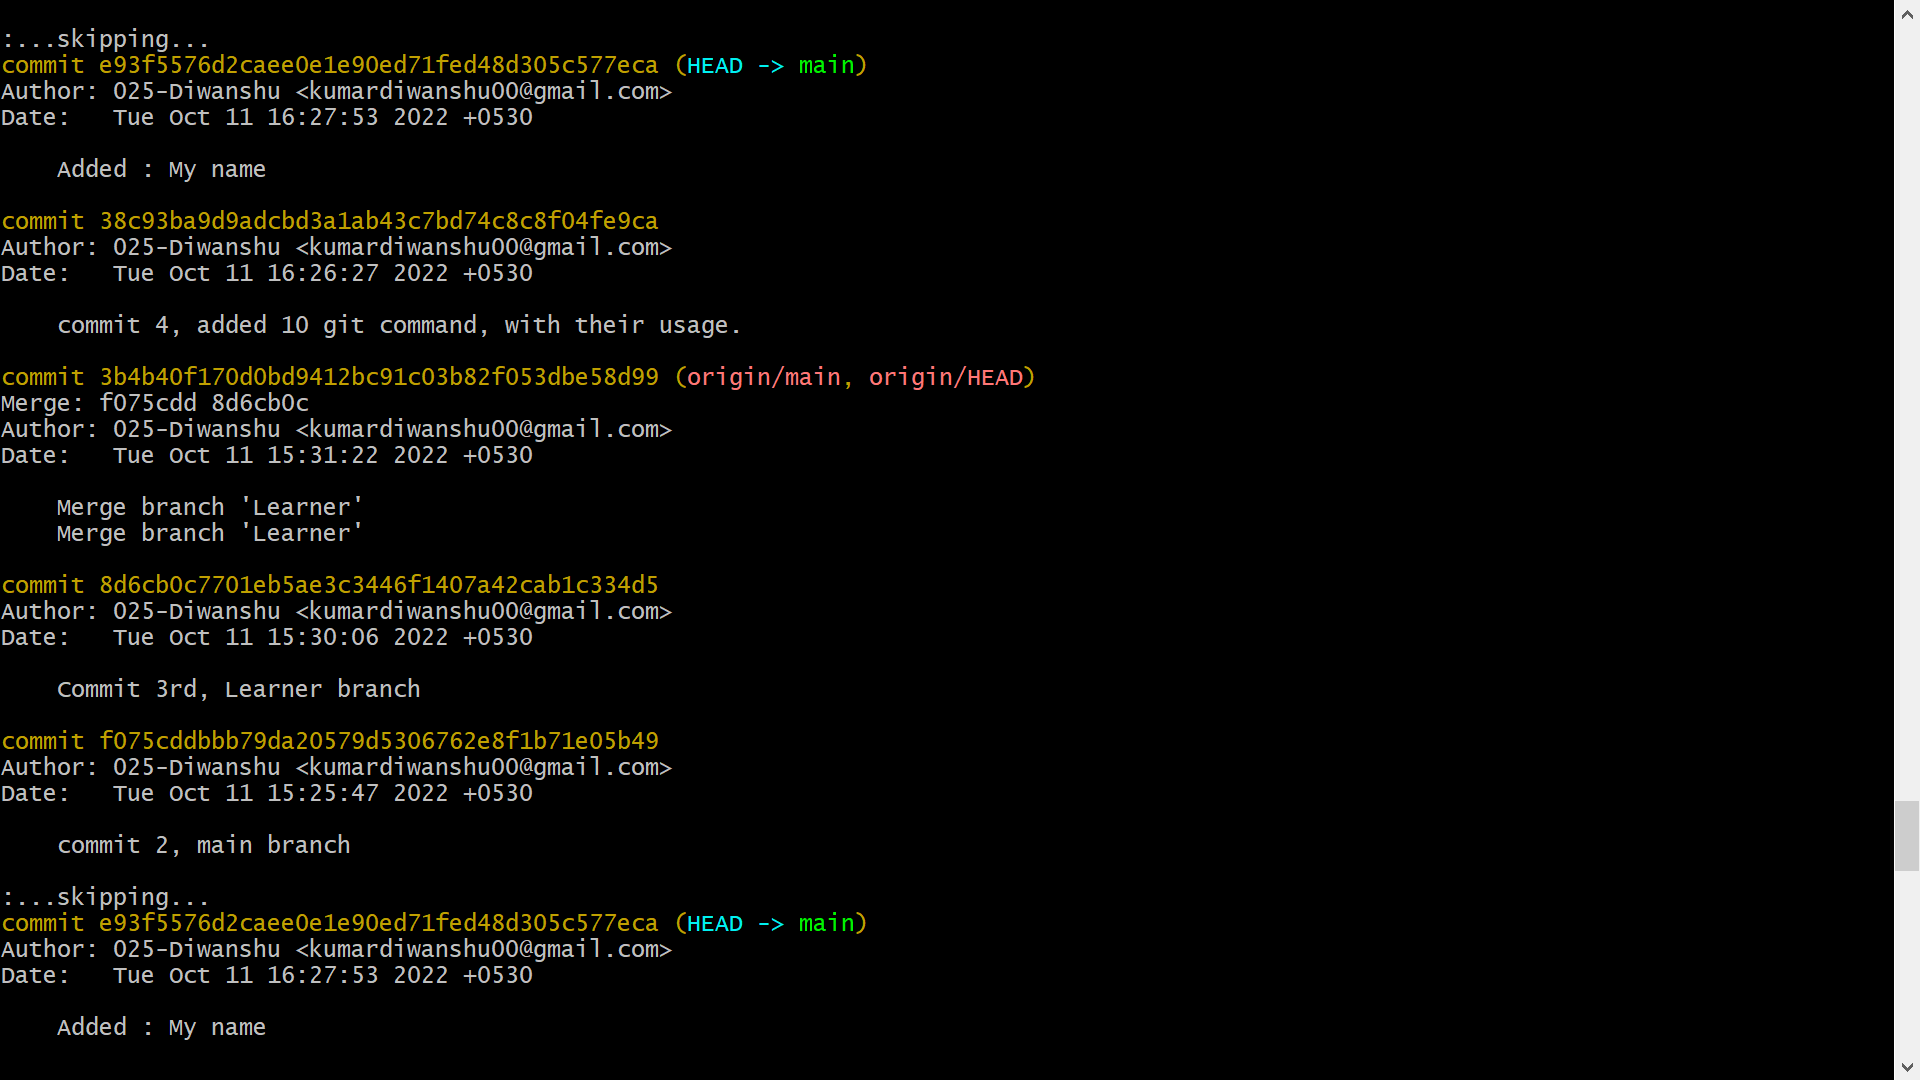 :...skipping...
commit e93f5576d2caee0e1e90ed71fed48d305c577eca (HEAD -> main)
Author: 025-Diwanshu <kumardiwanshu00@gmail.com>
Date:   Tue Oct 11 16:27:53 2022 +0530
    Added : My name
commit 38c93ba9d9adcbd3a1ab43c7bd74c8c8f04fe9ca
Author: 025-Diwanshu <kumardiwanshu00@gmail.com>
Date:   Tue Oct 11 16:26:27 2022 +0530
    commit 4, added 10 git command, with their usage.
commit 3b4b40f170d0bd9412bc91c03b82f053dbe58d99 (origin/main, origin/HEAD)
Merge: f075cdd 8d6cb0c
Author: 025-Diwanshu <kumardiwanshu00@gmail.com>
Date:   Tue Oct 11 15:31:22 2022 +0530
    Merge branch 'Learner'
    Merge branch 'Learner'
commit 8d6cb0c7701eb5ae3c3446f1407a42cab1c334d5
Author: 025-Diwanshu <kumardiwanshu00@gmail.com>
Date:   Tue Oct 11 15:30:06 2022 +0530
    Commit 3rd, Learner branch
commit f075cddbbb79da20579d5306762e8f1b71e05b49
Author: 025-Diwanshu <kumardiwanshu00@gmail.com>
Date:   Tue Oct 11 15:25:47 2022 +0530
    commit 2, main branch
:...skipping...
commit e93f5576d2caee0e1e90ed71fed48d305c577eca (HEAD -> main)
Author: 025-Diwanshu <kumardiwanshu00@gmail.com>
Date:   Tue Oct 11 16:27:53 2022 +0530
    Added : My name